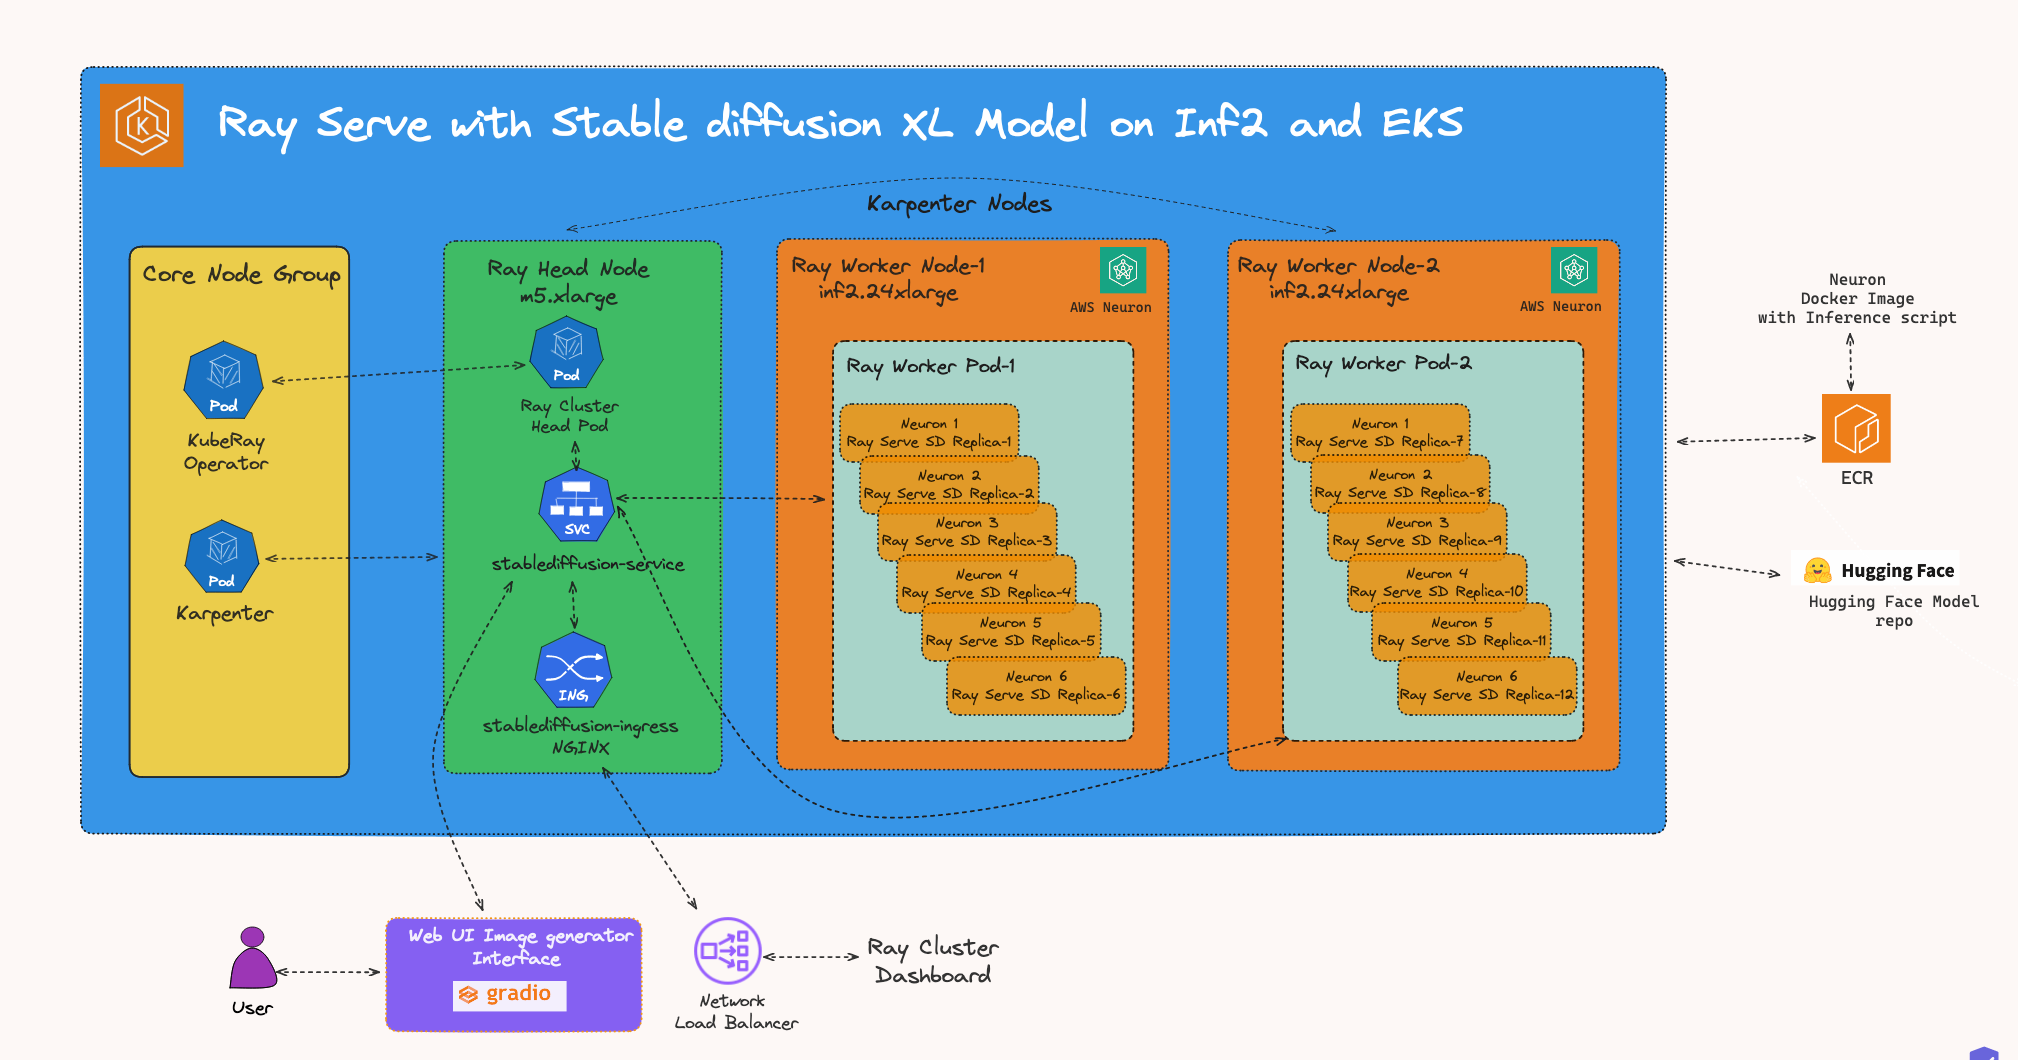 K
Ray Serve with Stable diffusion XL Model on Inf2 and EKS
Karpenter Nodes
Core Node Group
Pod
KubeRay
Operator
Pod
Karpenter
Ray Head Node
m5.xlarge
Pod
Ray Cluster
Head Pod
SVC
stablediffusion-service
ING
stablediffusion-ingress
NGINX
Ray Worker Node-1
inf2.24xlarge
AWS Neuron
Ray Worker Pod-1
Neuron 1
Ray Serve SD Replica-1
Neuron 2
Ray Serve SD Replica-2
Neuron 3
Ray Serve SD Replica-3
Neuron 4
Ray Serve SD Replica-4
Neuron 5
Ray Serve SD Replica-5
Neuron 6
Ray Serve SD Replica-6
Ray Worker Node-2
inf2.24xlarge
AWS Neuron
Ray Worker Pod-2
Neuron 1
Ray Serve SD Replica-7
Neuron 2
Ray Serve SD Replica-8
Neuron 3
Ray Serve SD Replica-9
Neuron 4
Ray Serve SD Replica-10
Neuron 5
Ray Serve SD Replica-11
Neuron 6
Ray Serve SD Replica-12
Neuron
Docker Image
with Inference script
ECR
Hugging Face
Hugging Face Model
repo
User
Web UI Image generator
Interface
gradio
Network
Load Balancer
Ray Cluster
Dashboard